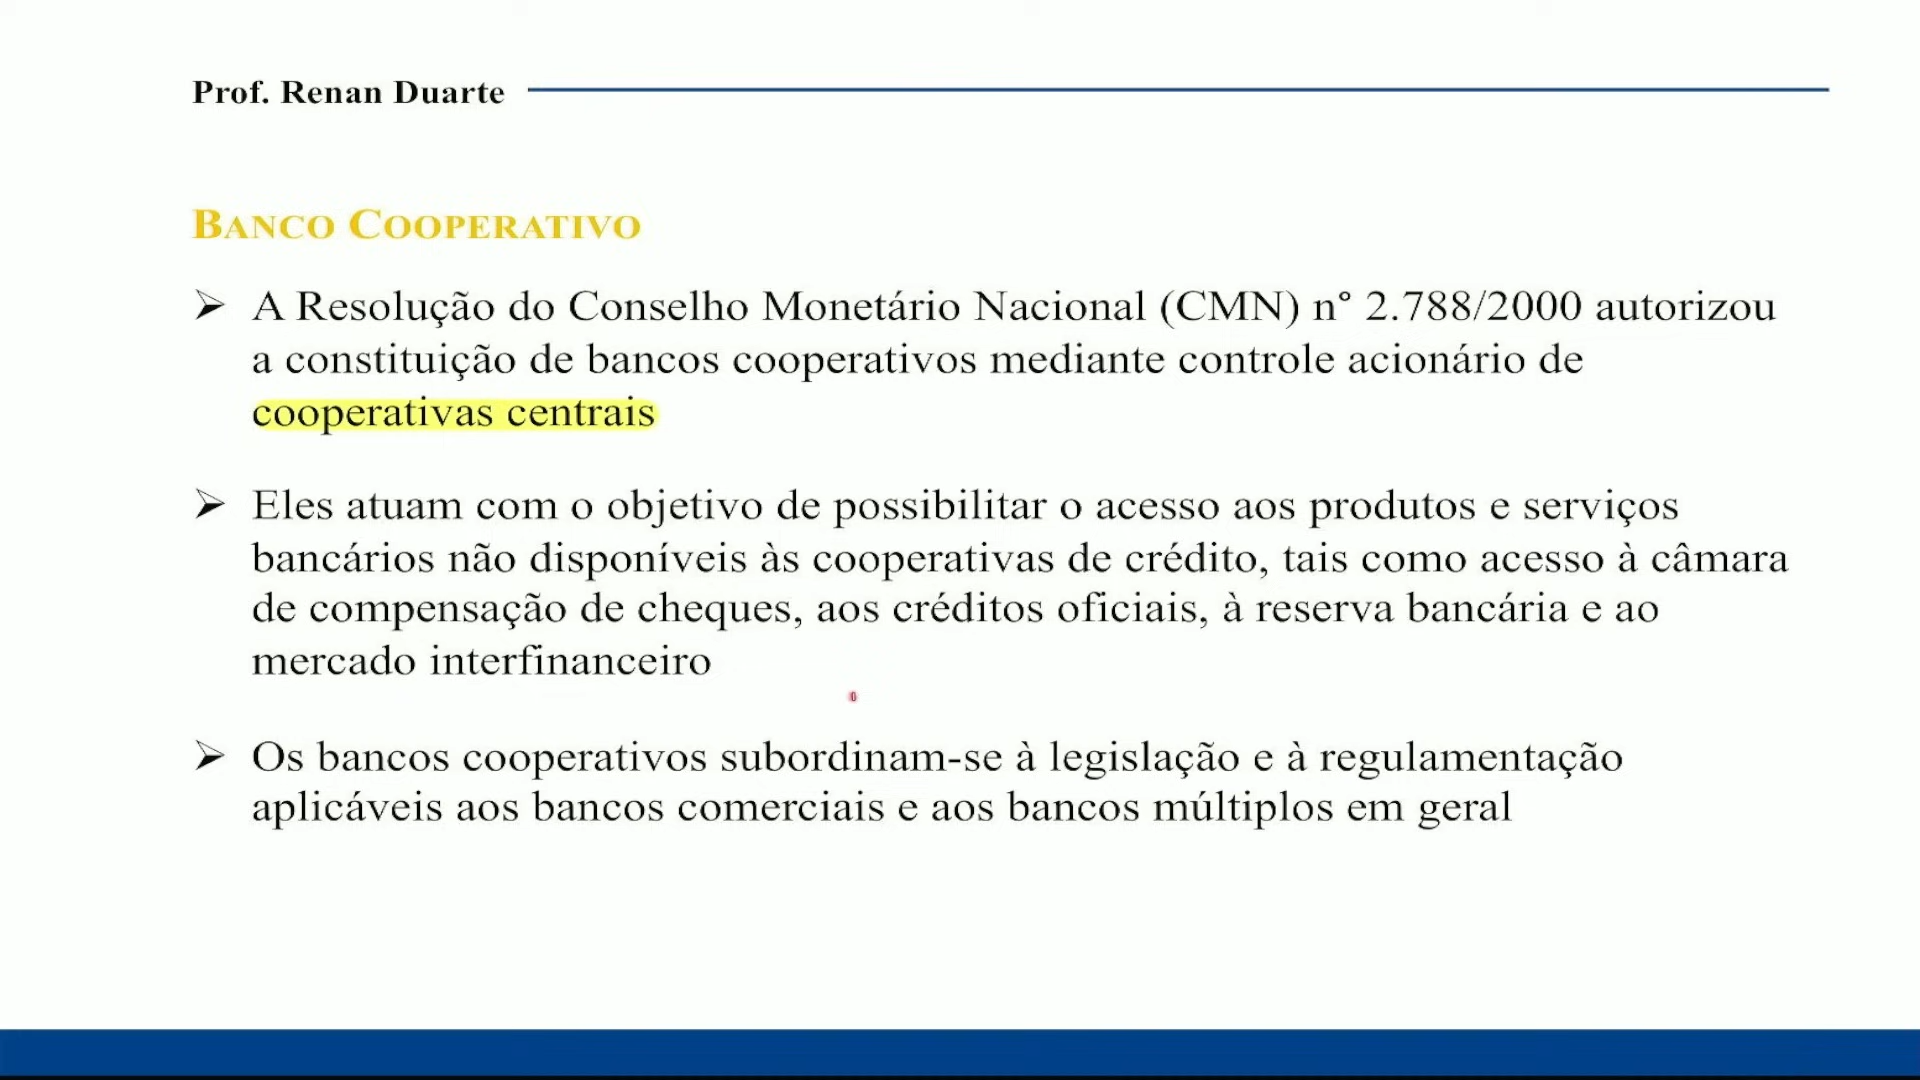 Prof. Renan Duarte
BANCO COOPERATIVO
➢ A Resolução do Conselho Monetário Nacional (CMN) n° 2.788/2000 autorizou
a constituição de bancos cooperativos mediante controle acionário de
cooperativas centrais
➢ Eles atuam com o objetivo de possibilitar o acesso aos produtos e serviços
bancários não disponíveis às cooperativas de crédito, tais como acesso à câmara
de compensação de cheques, aos créditos oficiais, à reserva bancária e ao
mercado interfinanceiro
➢ Os bancos cooperativos subordinam-se à legislação e à regulamentação
aplicáveis aos bancos comerciais e aos bancos múltiplos em geral